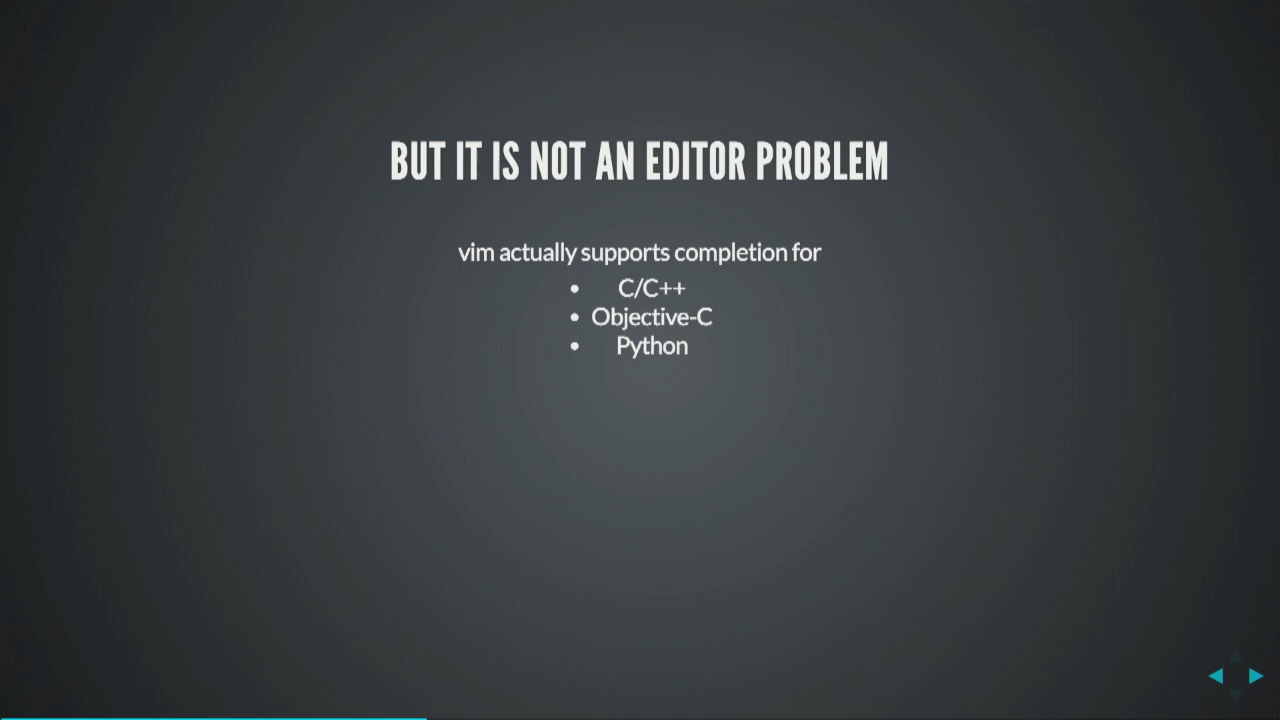 BUT IT IS NOT AN EDITOR PROBLEM
vim actually supports completion for
• C/C++
• Objective-C
• Python